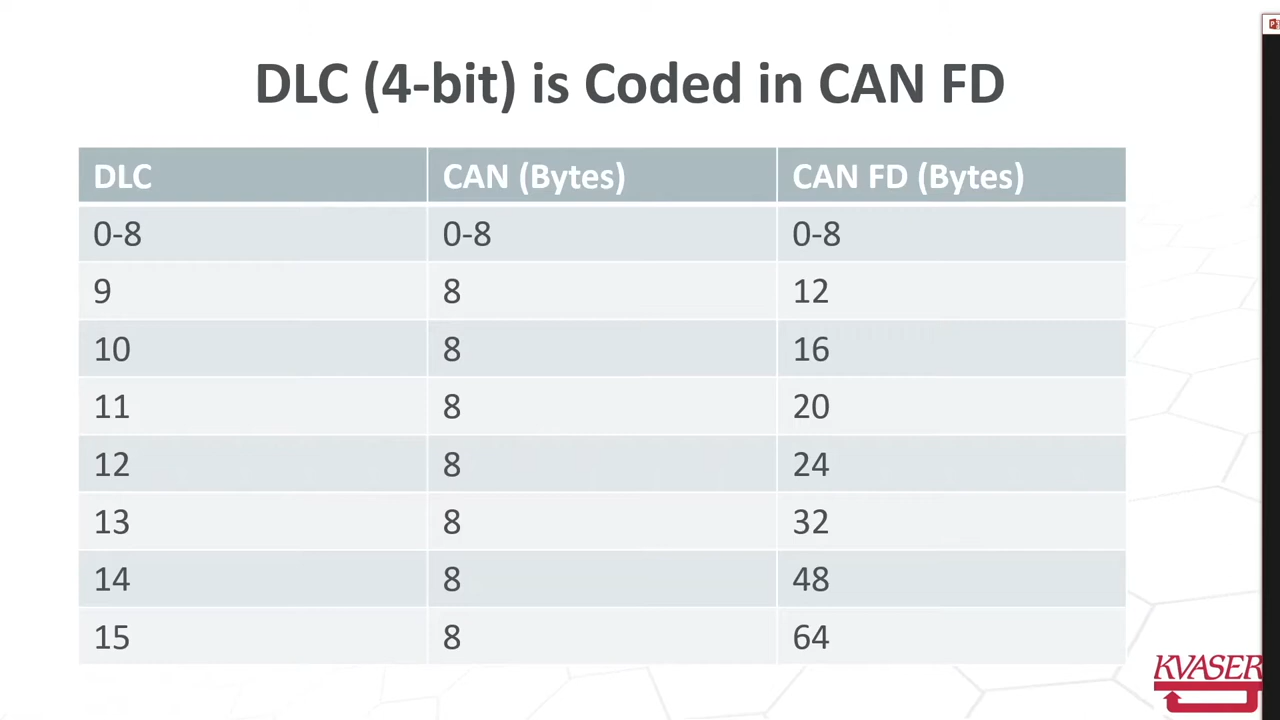 DLC (4-bit) is Coded in CAN FD
DLC CAN (Bytes) CAN FD (Bytes)
0-8 0-8 0-8
9 8 12
10 8 16
11 8 20
12 8 24
13 8 32
14 8 48
15 8 64
KVASER